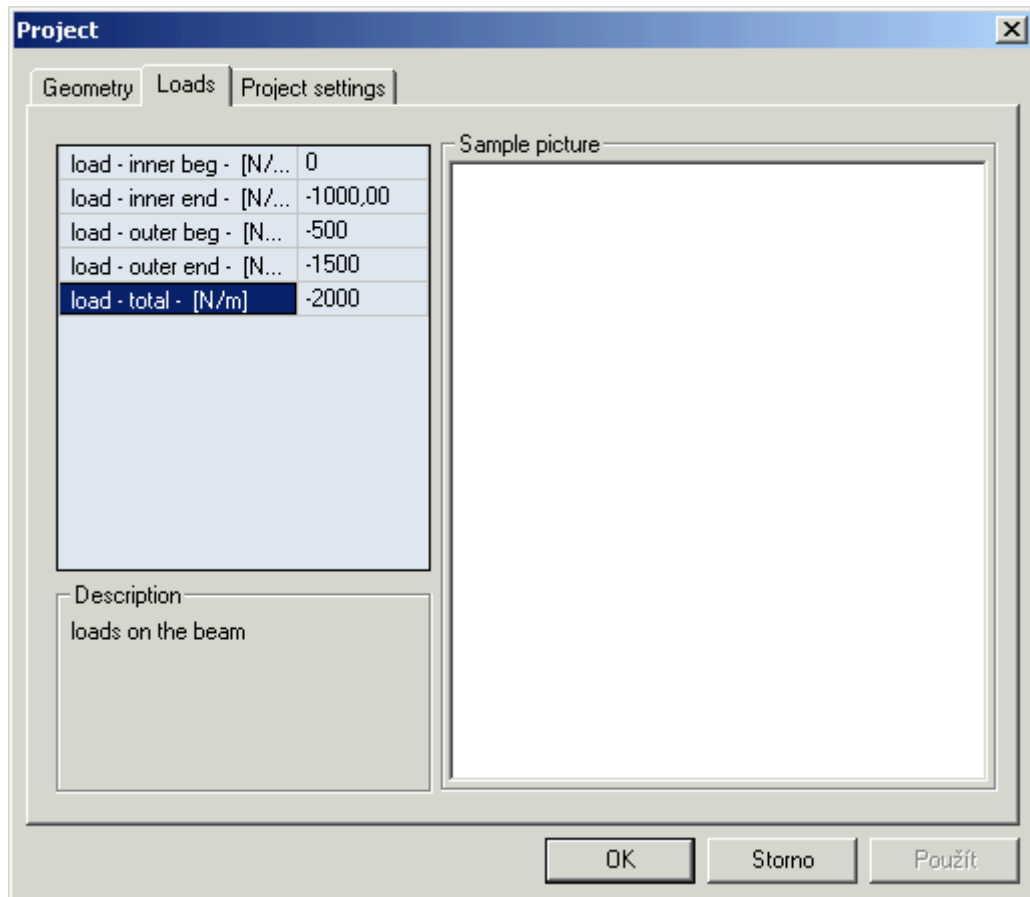 Project
Geometry Loads Project settings
load - inner beg - [N/... 0
load - inner end - [N/... -1000,00
load - outer beg - [N... -500
load - outer end - [N... -1500
load - total - [N/m] -2000
Sample picture
Description
loads on the beam
OK Storno Použít